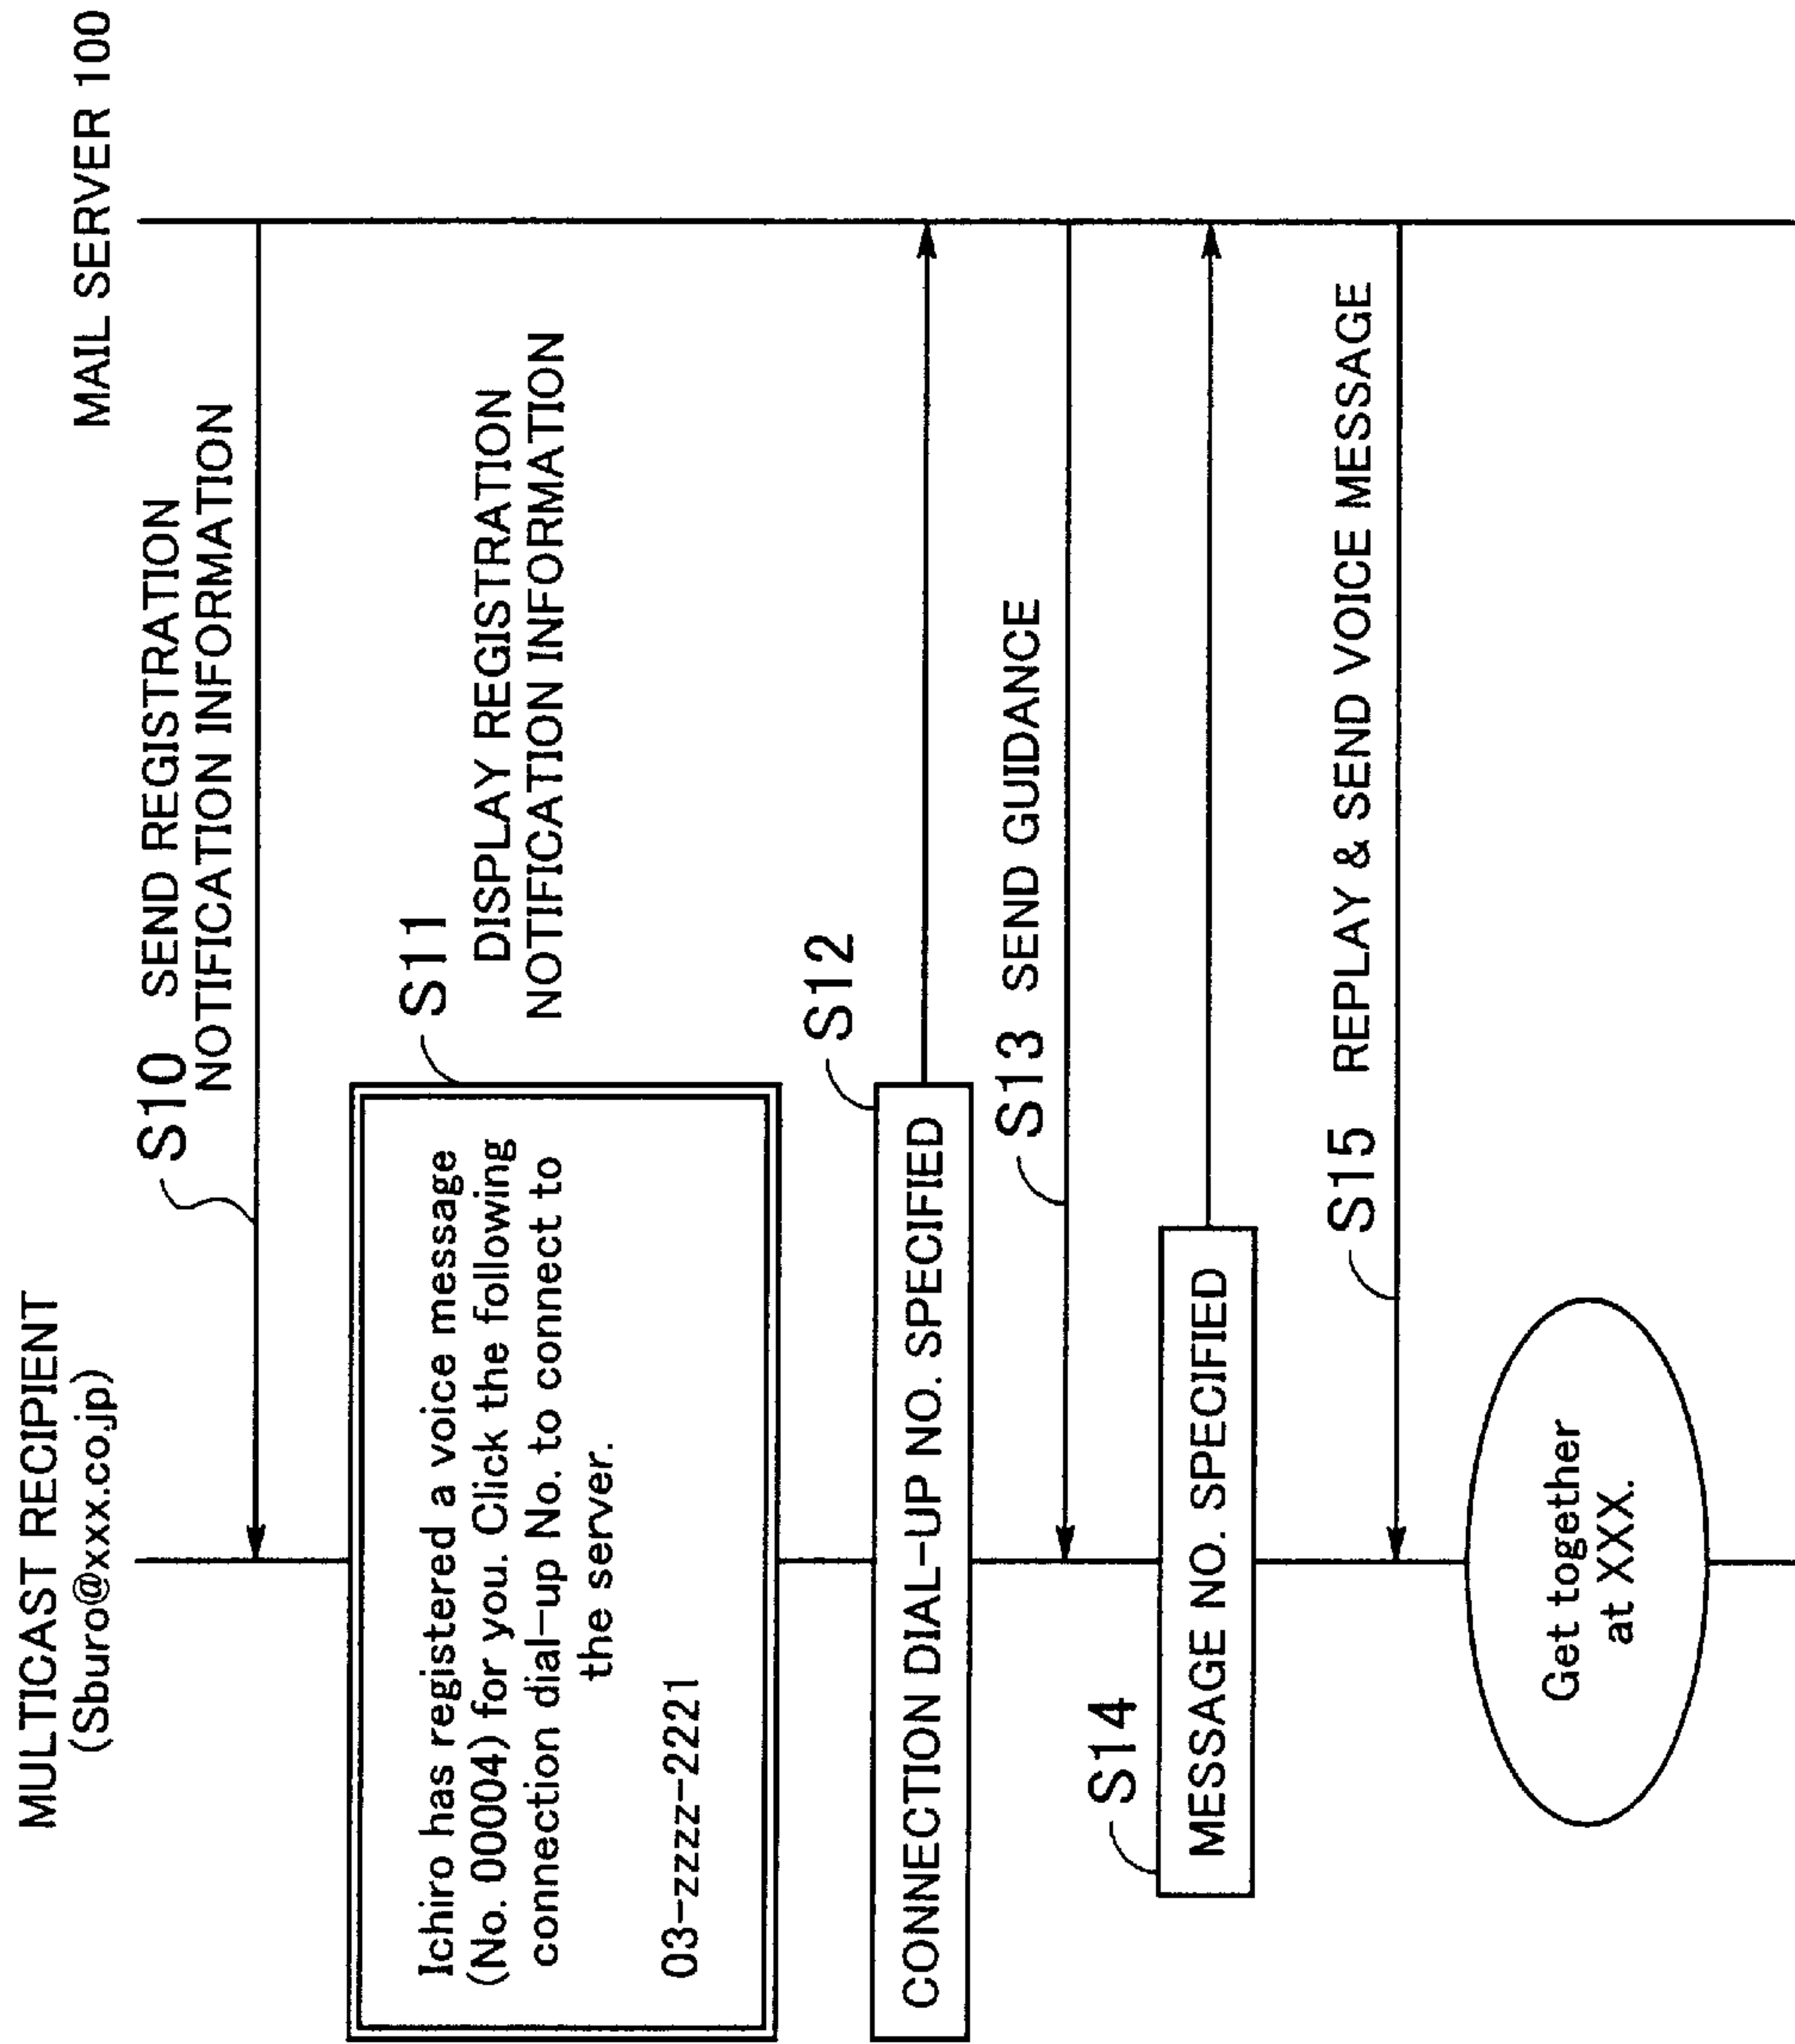 MULTICAST RECIPIENT
(Sburo@xxx.co.jp)
MAIL SERVER 100
S10 SEND REGISTRATION
NOTIFICATION INFORMATION
S11
DISPLAY REGISTRATION
NOTIFICATION INFORMATION
Ichiro has registered a voice message
(No. 00004) for you. Click the following
connection dial-up No. to connect to
the server.
03-zzzz-2221
S12
CONNECTION DIAL-UP NO. SPECIFIED
S13 SEND GUIDANCE
S14
MESSAGE NO. SPECIFIED
S15 REPLAY & SEND VOICE MESSAGE
Get together
at XXX.